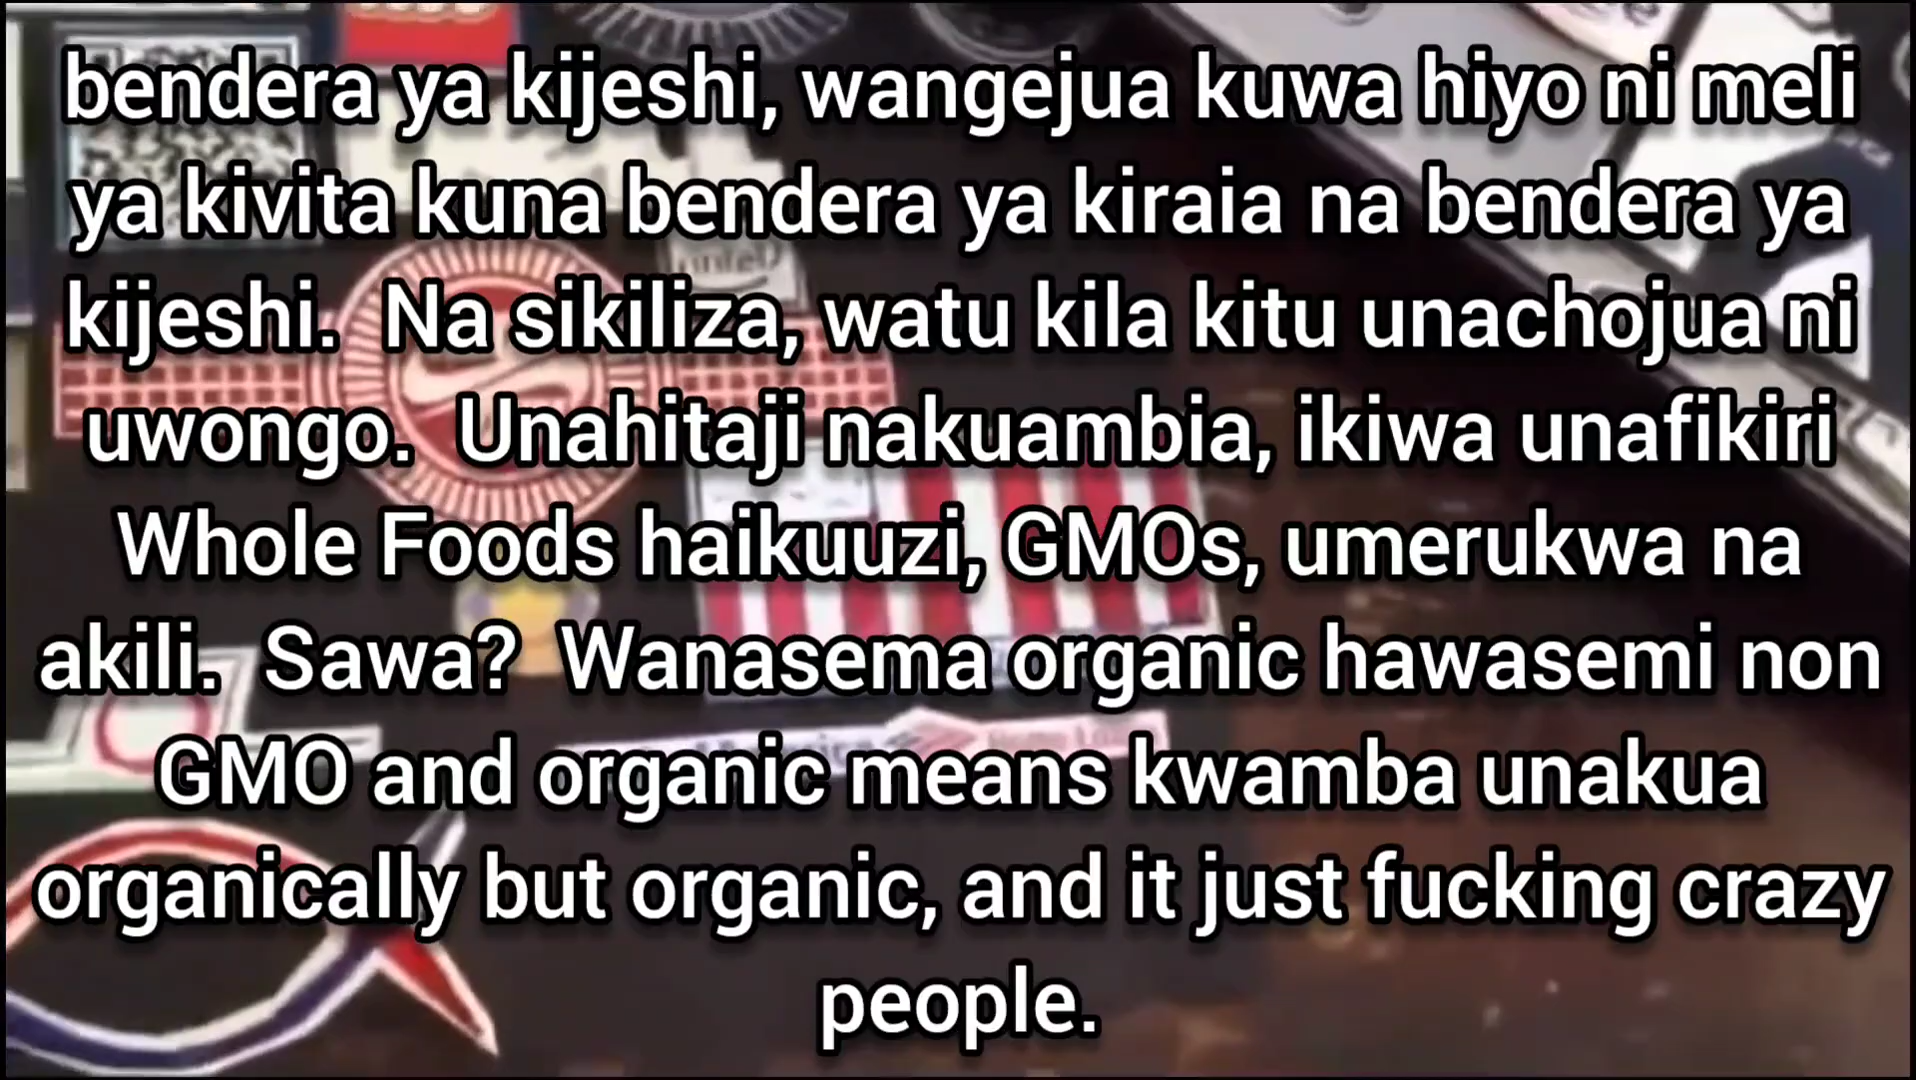 bendera ya kijeshi, wangejua kuwa hiyo ni meli
ya kivita kuna bendera ya kiraia na bendera ya
kijeshi. Na sikiliza, watu kila kitu unachojua ni
uwongo. Unahitaji nakuambia, ikiwa unafikiri
Whole Foods haikuuzi, GMOs, umerukwa na
akili. Sawa? Wanasema organic hawasemi non
GMO and organic means kwamba unakua
organically but organic, and it just fucking crazy
people.